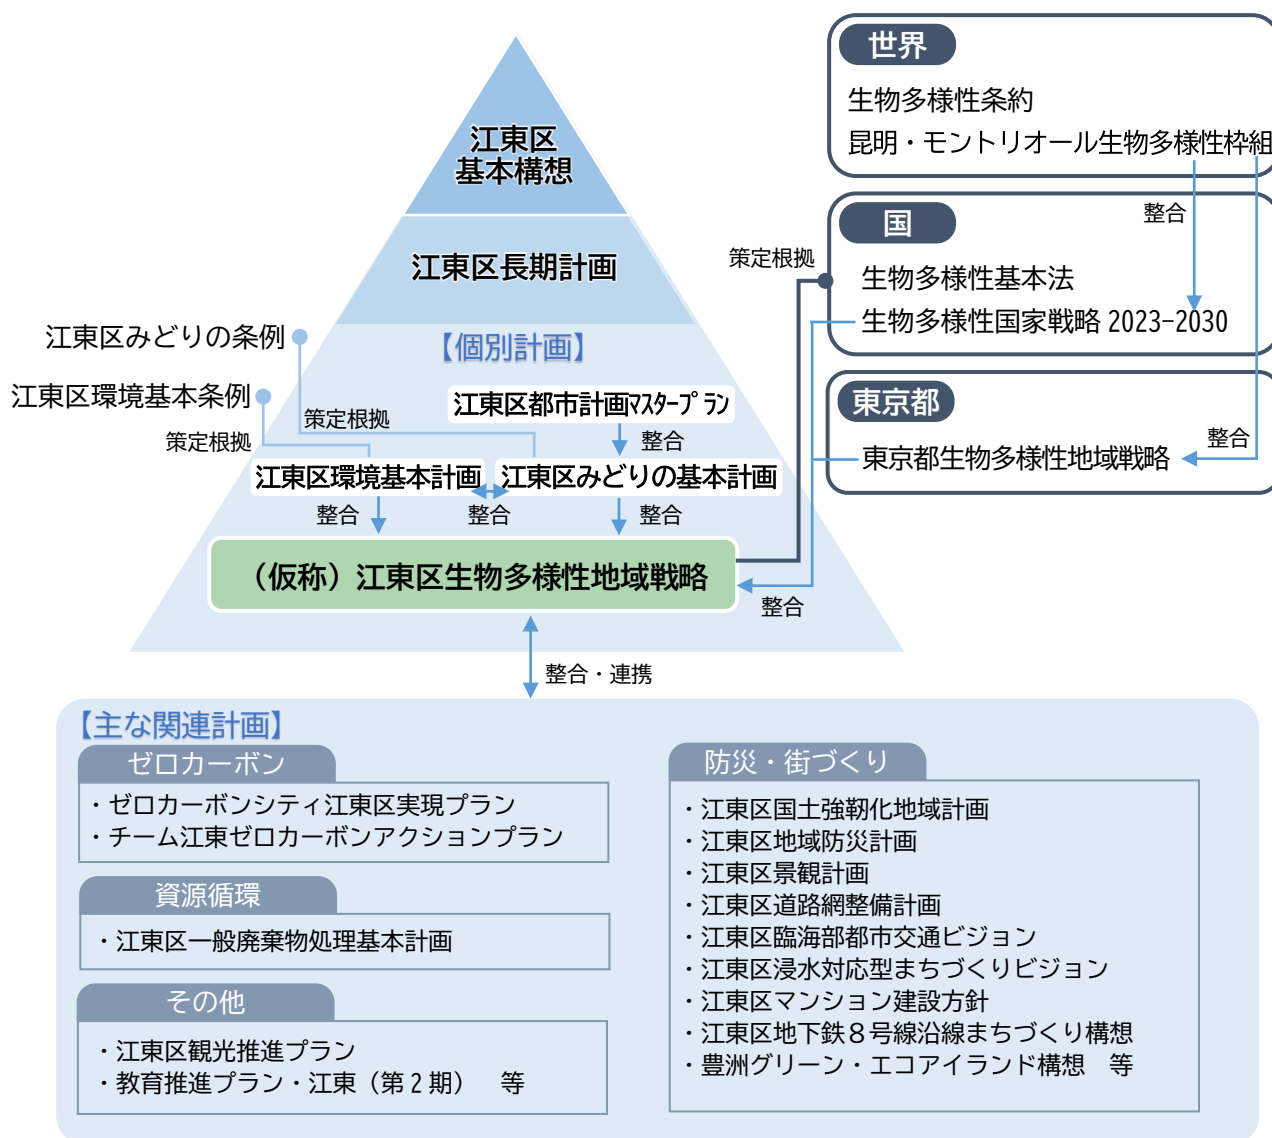 江東区
基本構想
江東区長期計画
【個別計画】
江東区みどりの条例
江東区環境基本条例
策定根拠
策定根拠
江東区都市計画ﾏｽﾀｰﾌﾟﾗﾝ
整合
江東区環境基本計画
江東区みどりの基本計画
整合
整合
整合
（仮称）江東区生物多様性地域戦略
整合・連携
世界
生物多様性条約
昆明・モントリオール生物多様性枠組
整合
国
策定根拠
生物多様性基本法
生物多様性国家戦略 2023-2030
東京都
整合
東京都生物多様性地域戦略
整合
【主な関連計画】
ゼロカーボン
・ゼロカーボンシティ江東区実現プラン
・チーム江東ゼロカーボンアクションプラン
資源循環
・江東区一般廃棄物処理基本計画
その他
・江東区観光推進プラン
・教育推進プラン・江東（第２期）　等
防災・街づくり
・江東区国土強靭化地域計画
・江東区地域防災計画
・江東区景観計画
・江東区道路網整備計画
・江東区臨海部都市交通ビジョン
・江東区浸水対応型まちづくりビジョン
・江東区マンション建設方針
・江東区地下鉄８号線沿線まちづくり構想
・豊洲グリーン・エコアイランド構想　等